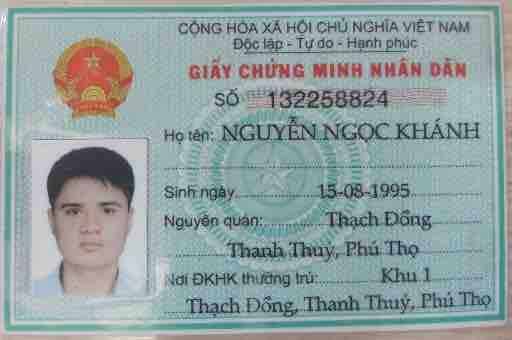 CỘNG HÒA XÃ HỘI CHỦ NGHĨA VIỆT NAM
Độc lập - Tự do - Hạnh phúc
GIẤY CHỨNG MINH NHÂN DÂN
SỐ 132258824
Họ tên: NGUYỄN NGỌC KHÁNH
Sinh ngày 15-08-1995
Nguyên quán: Thạch Đồng
Thanh Thuỷ, Phú Thọ
Nơi ĐKHK thường trú: Khu 1
Thạch Đồng, Thanh Thuỷ, Phú Thọ